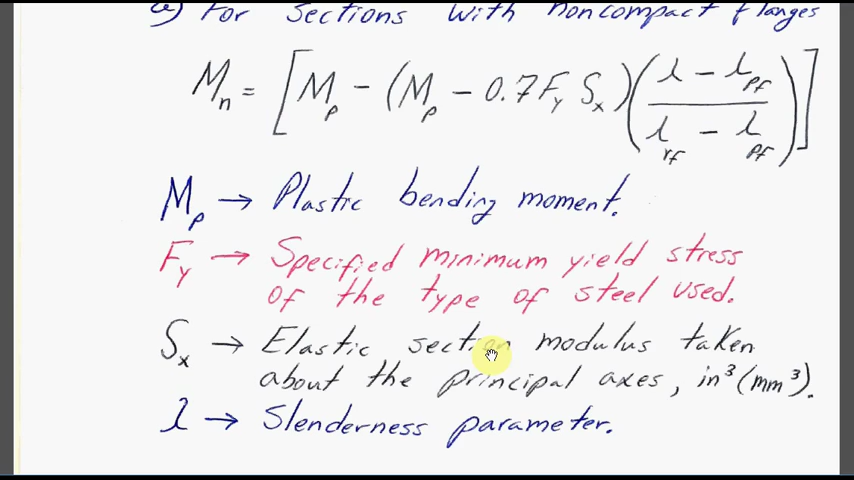 a) For Sections with noncompact flanges
Mn = [Mp - (Mp - 0.7Fy Sx)((λ - λpf)/(λrf - λpf))]
Mp → Plastic bending moment.
Fy → Specified minimum yield stress
of the type of steel used.
Sx → Elastic section modulus taken
about the principal axes, in³ (mm³).
λ → Slenderness parameter.